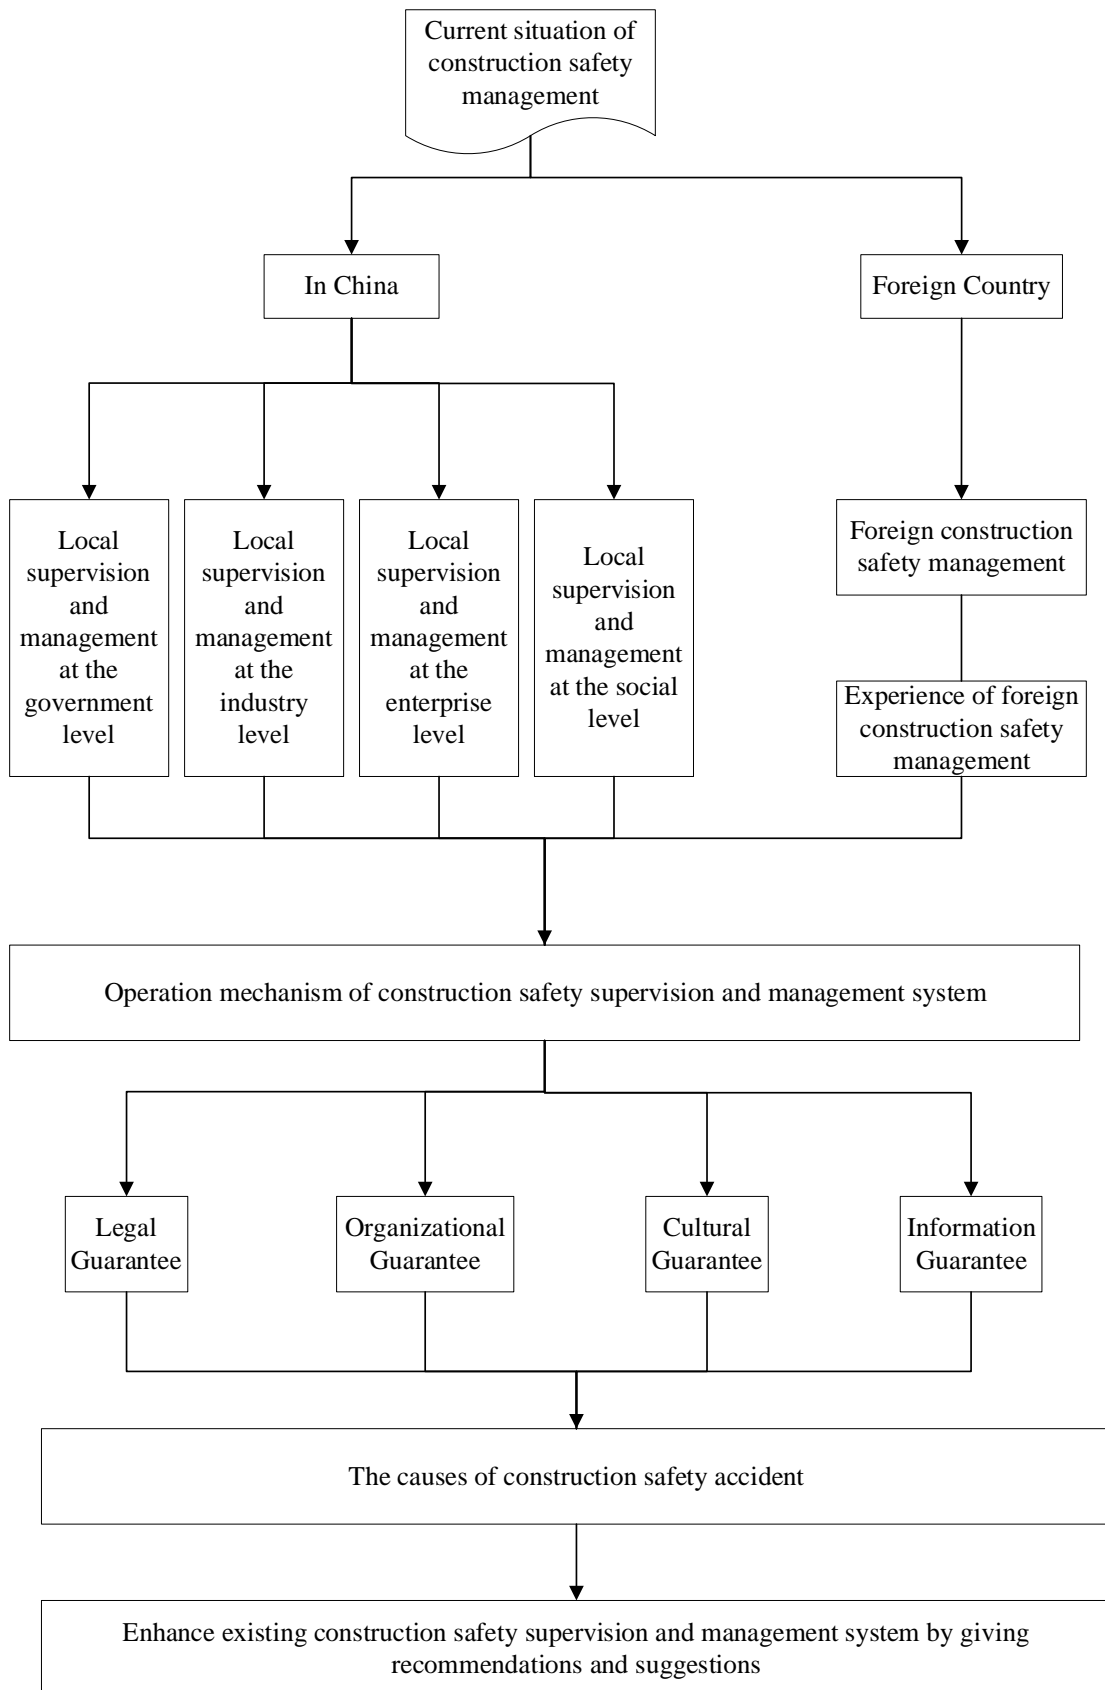 Current situation of
construction safety
management
In China
Foreign Country
Local
supervision
and
management
at the
government
level
Local
supervision
and
management
at the
industry
level
Local
supervision
and
management
at the
enterprise
level
Local
supervision
and
management
at the social
level
Foreign construction
safety management
Experience of foreign
construction safety
management
Operation mechanism of construction safety supervision and management system
Legal
Guarantee
Organizational
Guarantee
Cultural
Guarantee
Information
Guarantee
The causes of construction safety accident
Enhance existing construction safety supervision and management system by giving
recommendations and suggestions